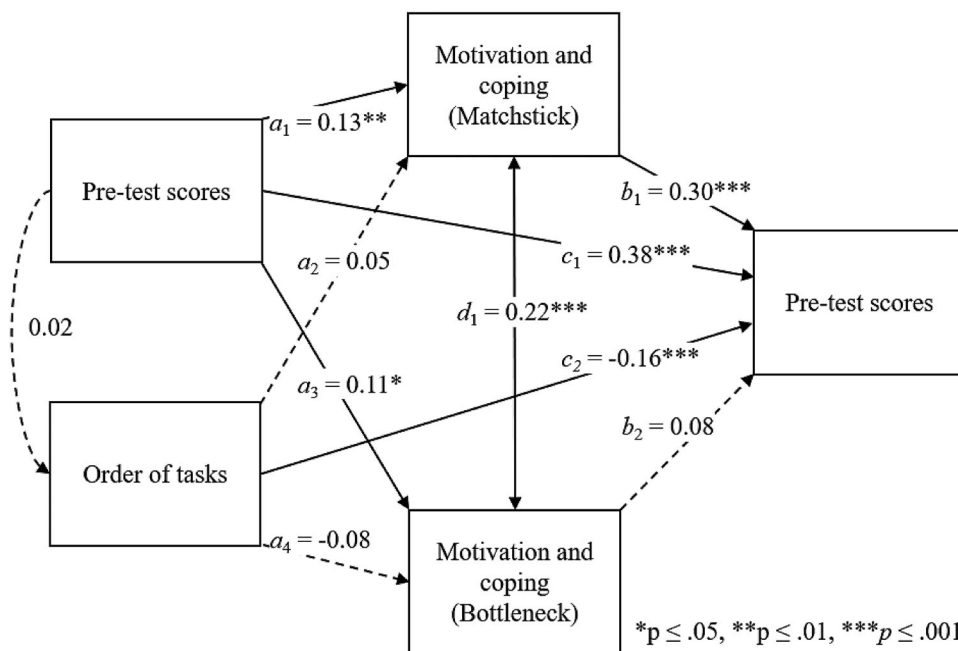 Motivation and
coping
(Matchstick)
a₁ = 0.13**
Pre-test scores
b₁ = 0.30***
a₂ = 0.05
c₁ = 0.38***
Pre-test scores
0.02
d₁ = 0.22***
c₂ = -0.16***
a₃ = 0.11*
b₂ = 0.08
Order of tasks
a₄ = -0.08
Motivation and
coping
(Bottleneck)
*p ≤ .05, **p ≤ .01, ***p ≤ .001